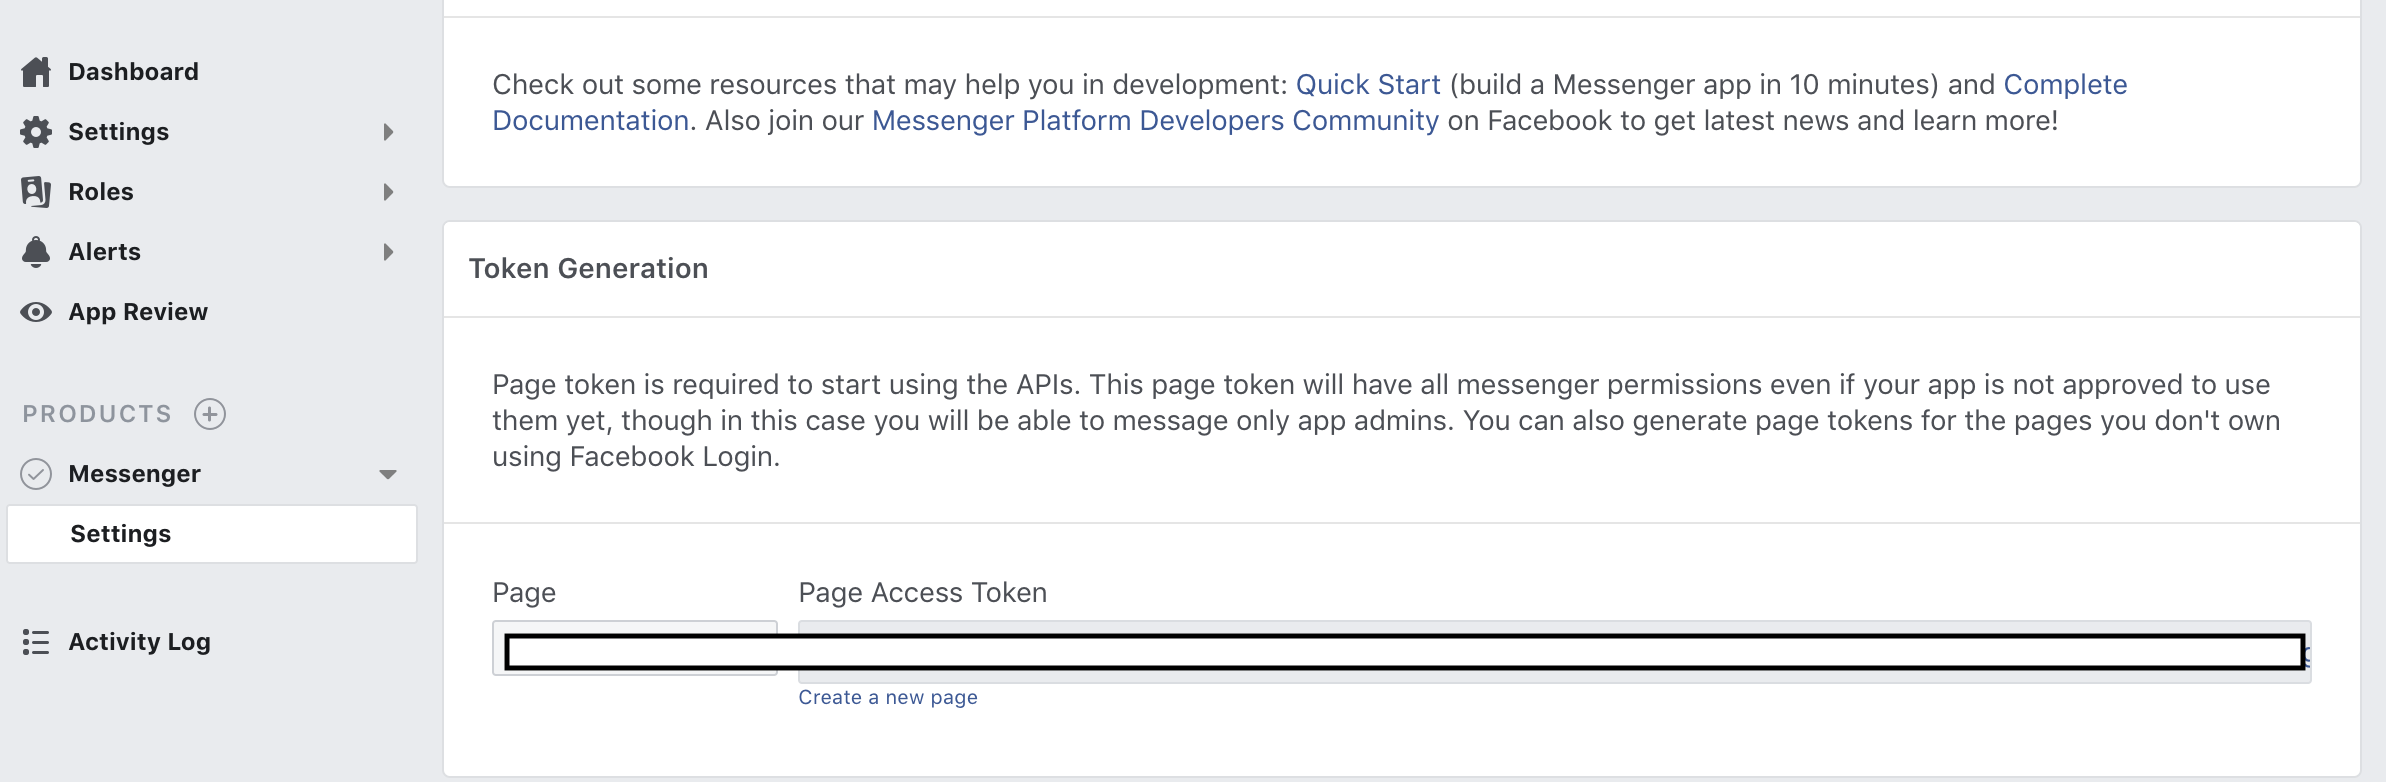 Dashboard
Settings
Roles
Alerts
App Review
PRODUCTS
Messenger
Settings
Activity Log
Check out some resources that may help you in development: Quick Start (build a Messenger app in 10 minutes) and Complete
Documentation. Also join our Messenger Platform Developers Community on Facebook to get latest news and learn more!
Token Generation
Page token is required to start using the APIs. This page token will have all messenger permissions even if your app is not approved to use
them yet, though in this case you will be able to message only app admins. You can also generate page tokens for the pages you don't own
using Facebook Login.
Page
Page Access Token
Create a new page